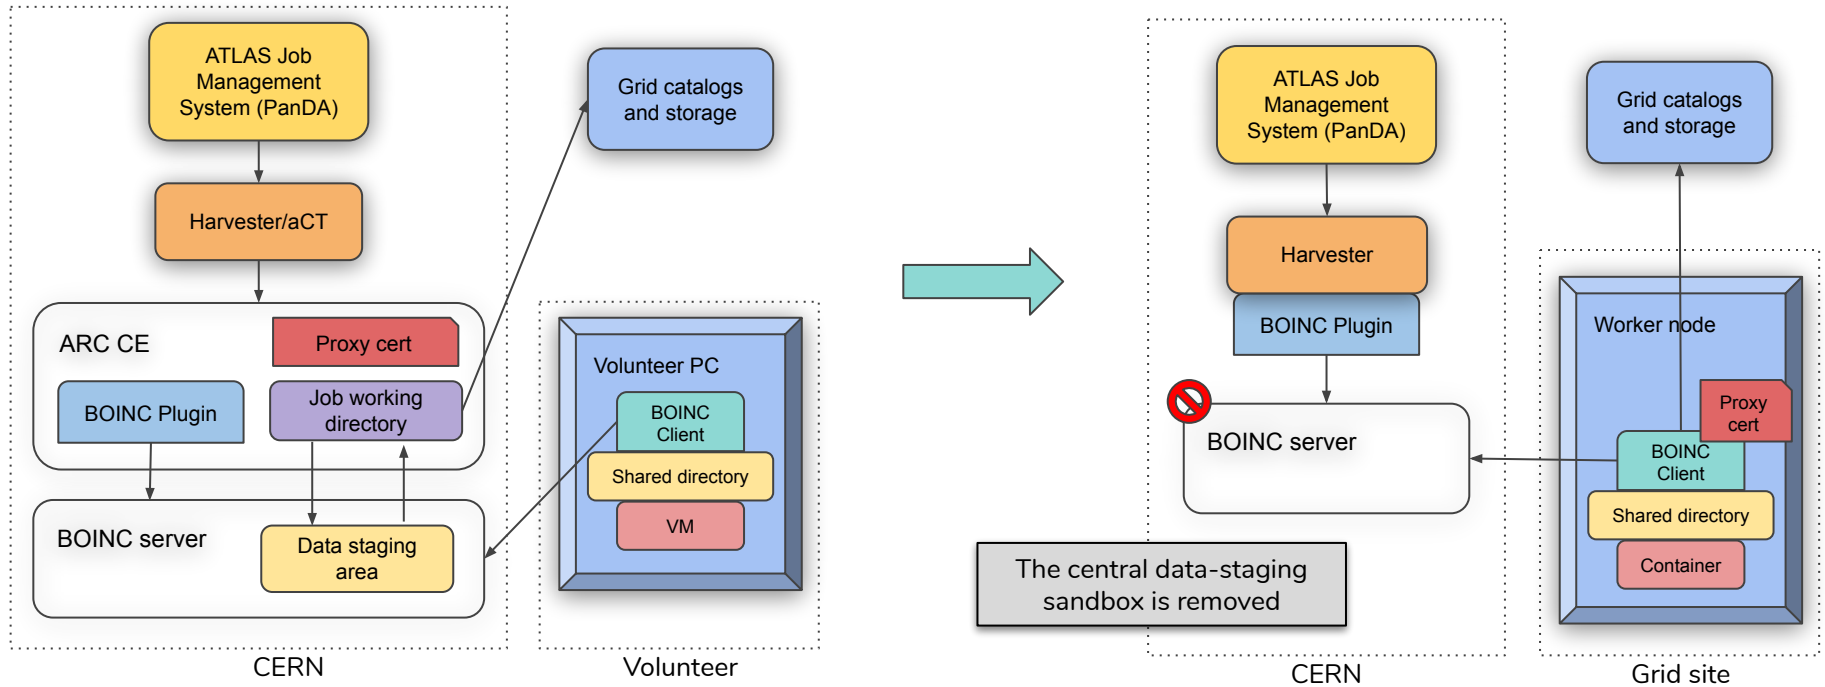 ATLAS Job
Management
System (PanDA)
Harvester/aCT
ARC CE
Proxy cert
BOINC Plugin
Job working
directory
BOINC server
Data staging
area
CERN
Grid catalogs
and storage
Volunteer PC
BOINC
Client
Shared directory
VM
Volunteer
ATLAS Job
Management
System (PanDA)
Harvester
BOINC Plugin
BOINC server
The central data-staging
sandbox is removed
CERN
Grid catalogs
and storage
Worker node
Proxy
cert
BOINC
Client
Shared directory
Container
Grid site